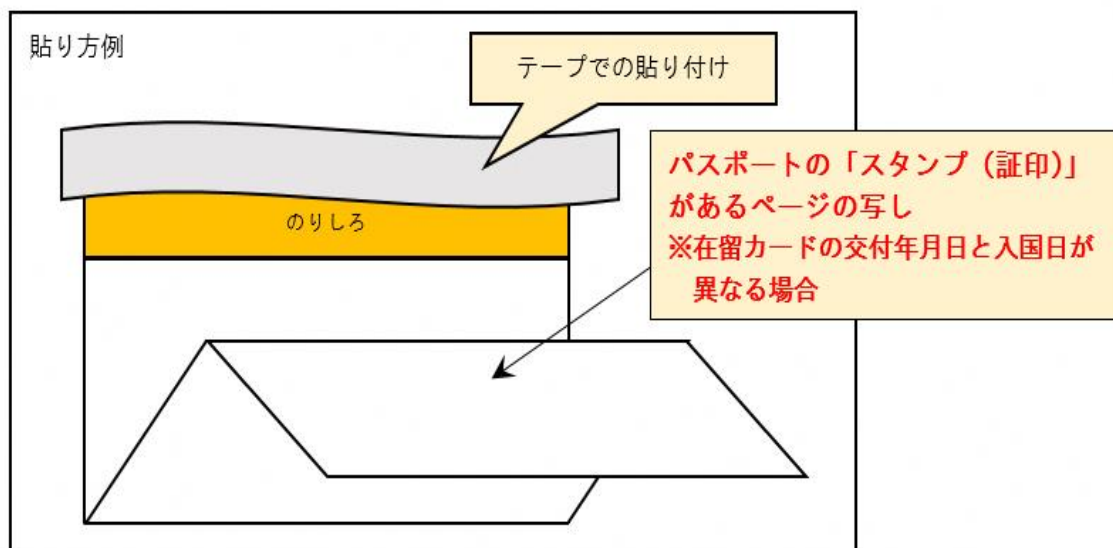 貼り方例
テープでの貼り付け
のりしろ
パスポートの「スタンプ（証印）」
があるページの写し
※在留カードの交付年月日と入国日が
異なる場合